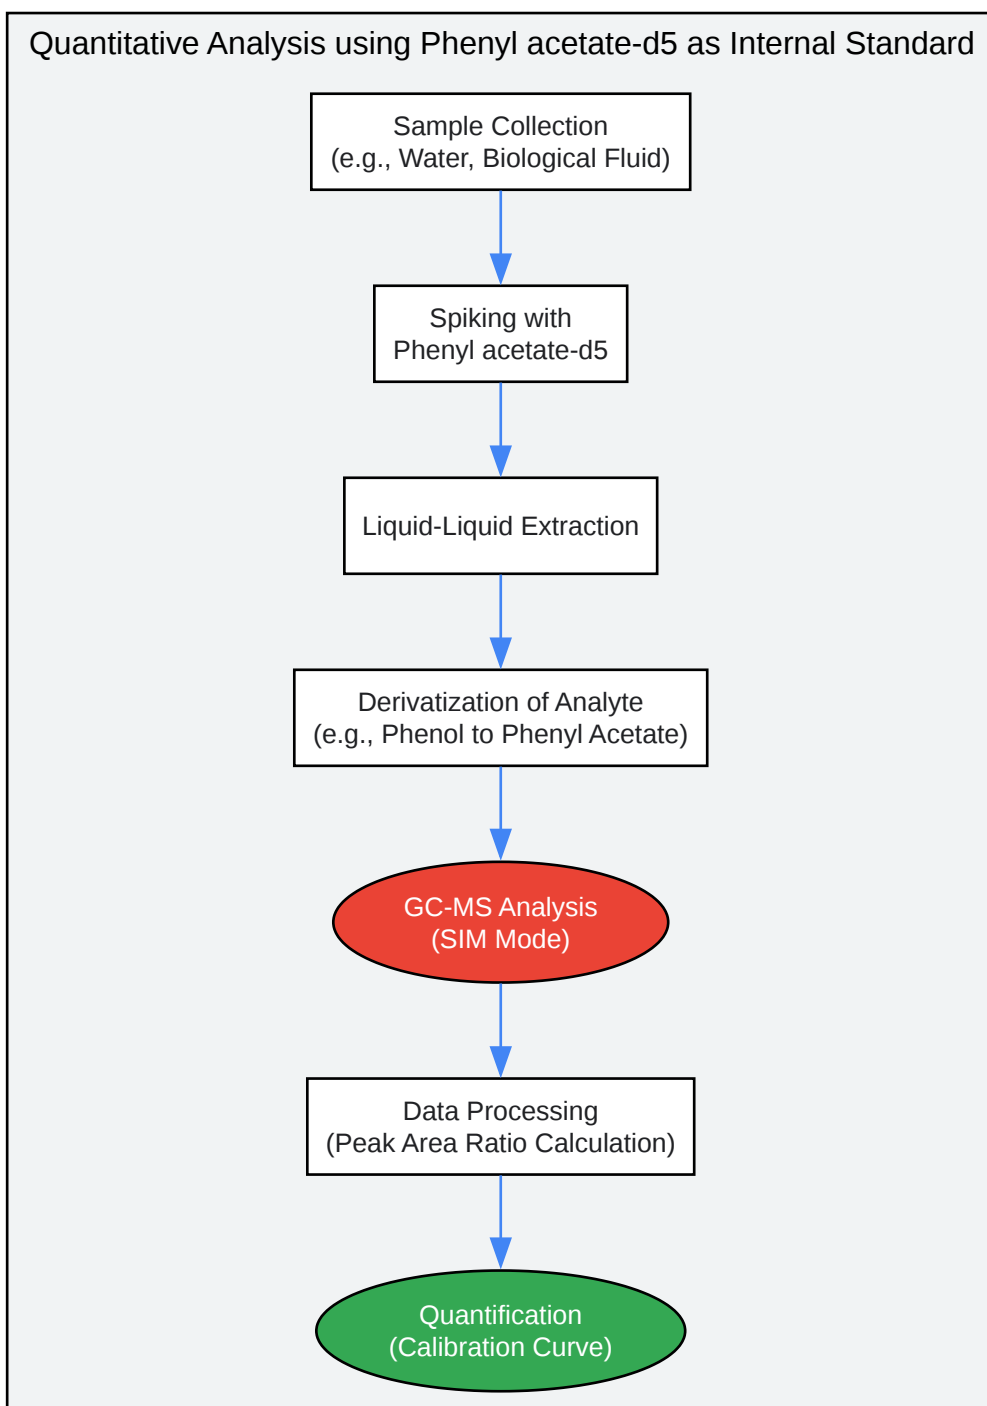 Quantitative Analysis using Phenyl acetate-d5 as Internal Standard
Sample Collection
(e.g., Water, Biological Fluid)
Spiking with
Phenyl acetate-d5
Liquid-Liquid Extraction
Derivatization of Analyte
(e.g., Phenol to Phenyl Acetate)
GC-MS Analysis
(SIM Mode)
Data Processing
(Peak Area Ratio Calculation)
Quantification
(Calibration Curve)